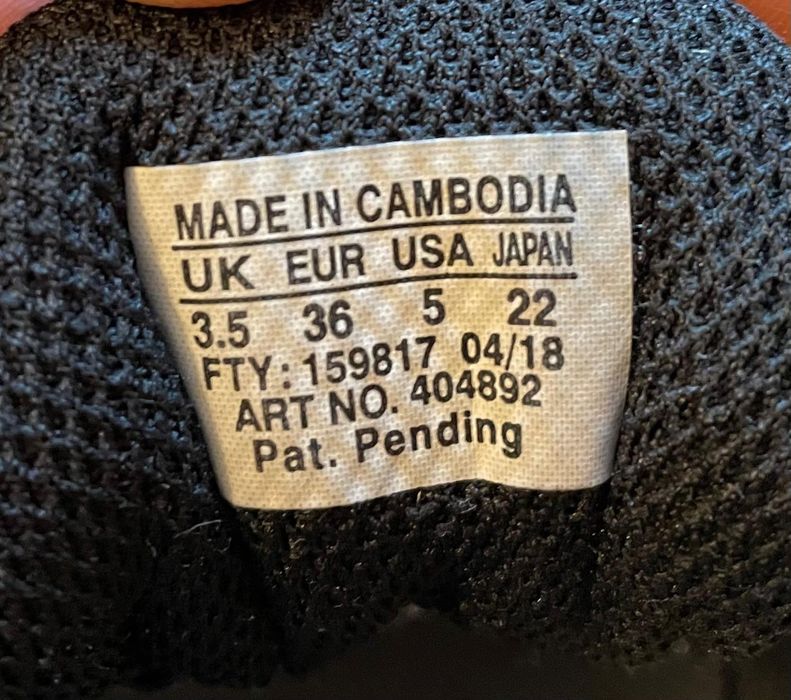 MADE IN CAMBODIA
UK EUR USA JAPAN
3.5 36 5 22
FTY: 159817 04/18
ART NO. 404892
Pat. Pending